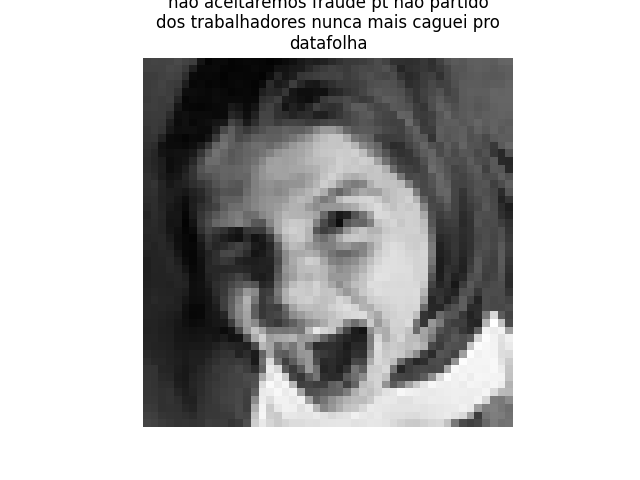 não aceitaremos fraude pt não partido
dos trabalhadores nunca mais caguei pro
datafolha